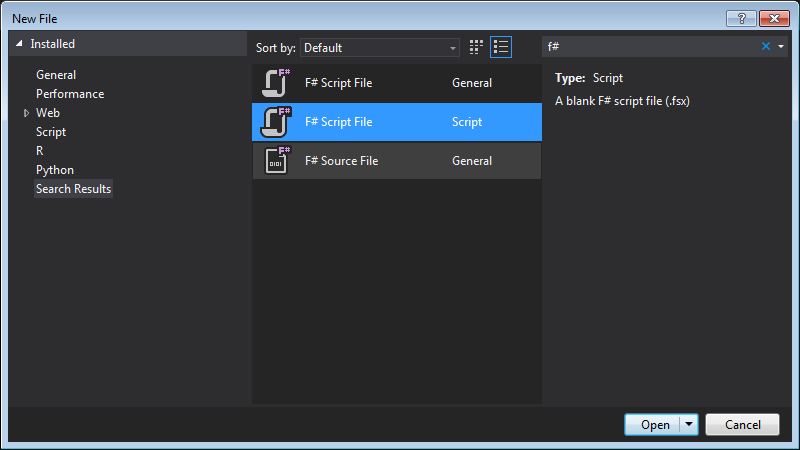 New File
?
Installed
Sort by: Default
f#
General
Performance
Web
Script
R
Python
Search Results
F# F# Script File General
F# F# Script File Script
F# 0101 F# Source File General
Type: Script
A blank F# script file (.fsx)
Open
Cancel